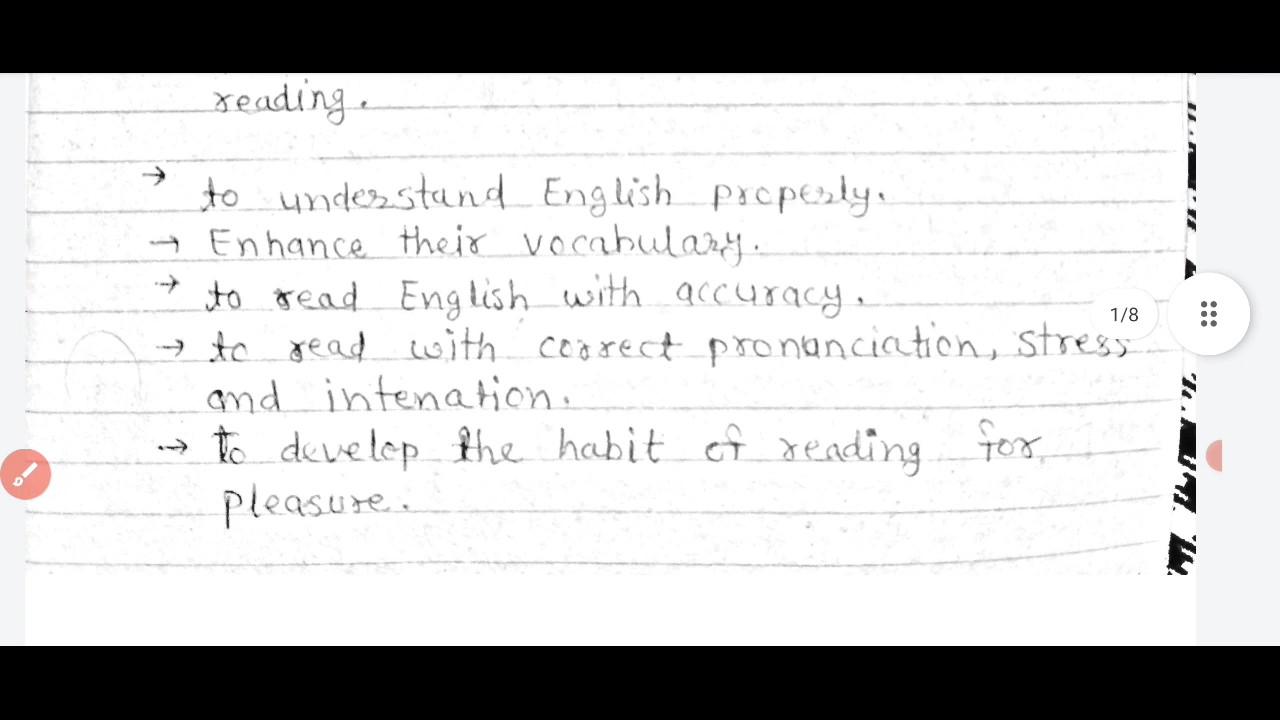 reading.
→ to understand English properly.
→ Enhance their vocabulary.
→ to read English with accuracy.
1/8
→ to read with correct pronunciation, stress
and intenation.
→ To develop the habit of reading for
pleasure.